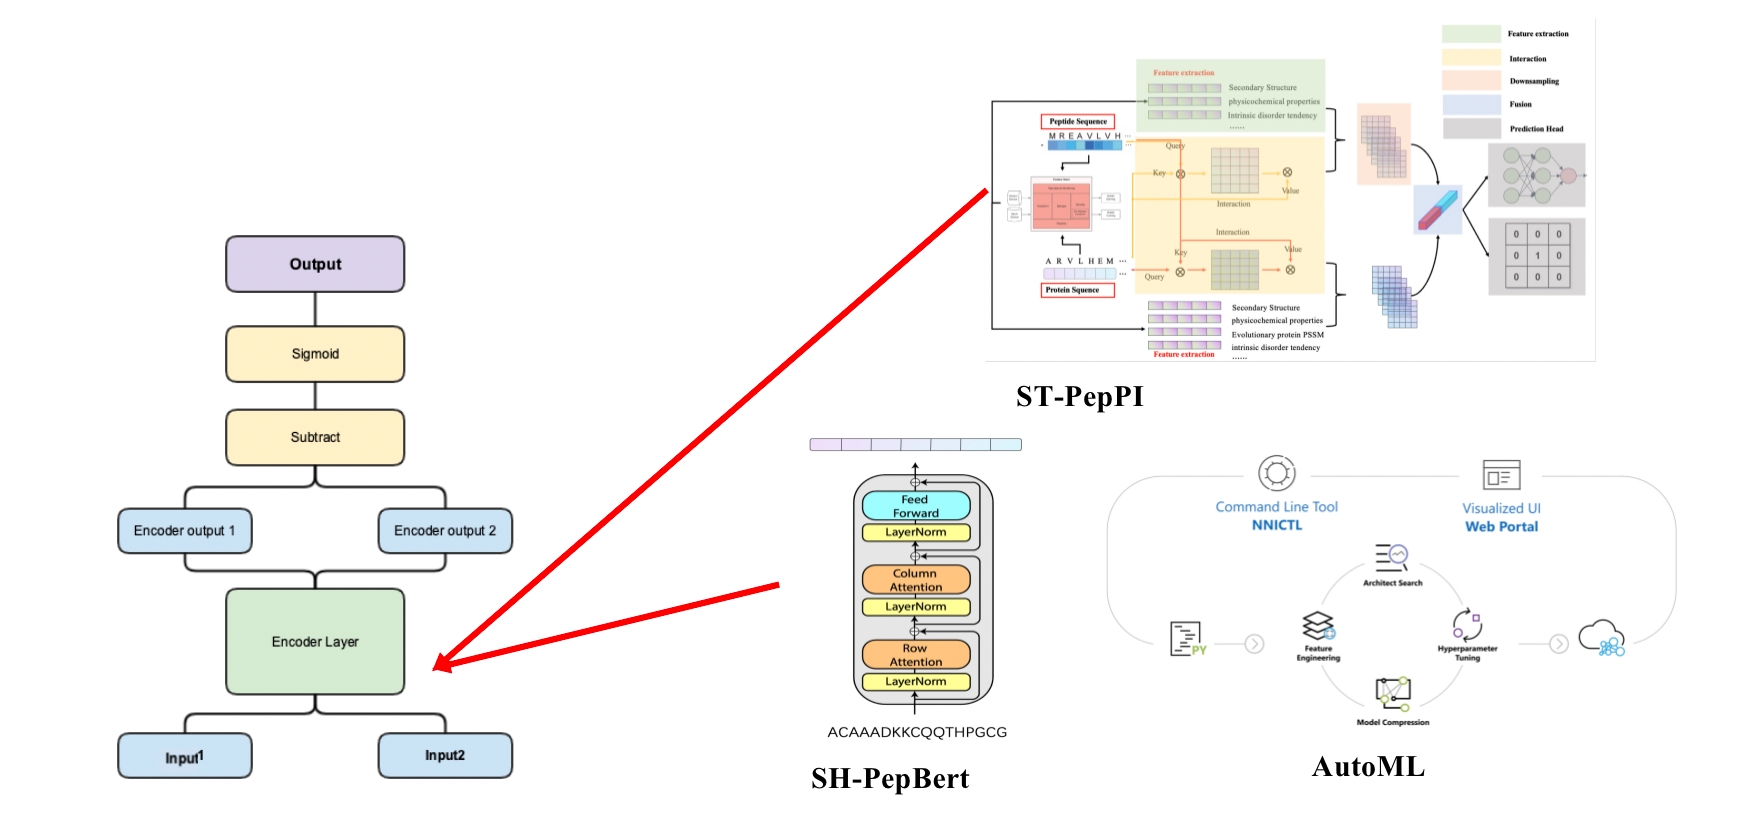 Output
Sigmoid
Subtract
Encoder output 1
Encoder output 2
Encoder Layer
Input1
Input2
Feature extraction
Interaction
Downsampling
Fusion
Prediction Head
Feature extraction
Secondary Structure
physicochemical properties
Intrinsic disorder tendency
......
Peptide Sequence
M R E A V L V H ...
Query
Key
Value
Interaction
Interaction
Key
Value
Query
A R V L H E M ...
Protein Squence
Secondary Structure
physicochemical properties
Evolutionary protein PSSM
intrinsic disorder tendency
......
Feature extraction
0 0 0
0 1 0
0 0 0
ST-PepPI
Feed
Forward
LayerNorm
Column
Attention
LayerNorm
Row
Attention
LayerNorm
ACAAADKKCQQTHPGCG
SH-PepBert
Command Line Tool
NNICTL
Visualized UI
Web Portal
Architect Search
PY
Feature
Engineering
Hyperparameter
Tuning
Model Compression
AutoML